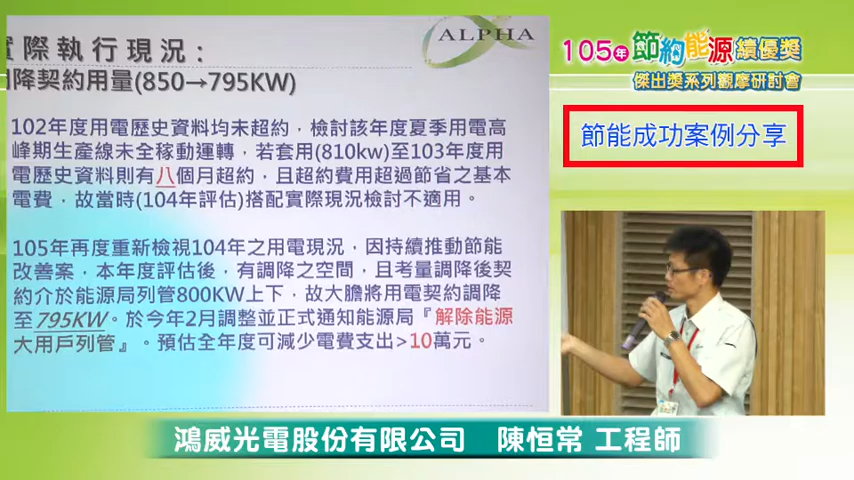 實際執行現況：
降契約用量(850→795KW)
ALPHA
102年度用電歷史資料均未超約，檢討該年度夏季用電高
峰期生產線未全稼動運轉，若套用(810kw)至103年度用
電歷史資料則有八個月超約，且超約費用超過節省之基本
電費，故當時(104年評估)搭配實際現況檢討不適用。
105年再度重新檢視104年之用電現況，因持續推動節能
改善案，本年度評估後，有調降之空間，且考量調降後契
約介於能源局列管800KW上下，故大膽將用電契約調降
至795KW。於今年2月調整並正式通知能源局『解除能源
大用戶列管』。預估全年度可減少電費支出>10萬元。
105年節約能源績優獎
傑出獎系列觀摩研討會
節能成功案例分享
鴻威光電股份有限公司 陳恒常 工程師